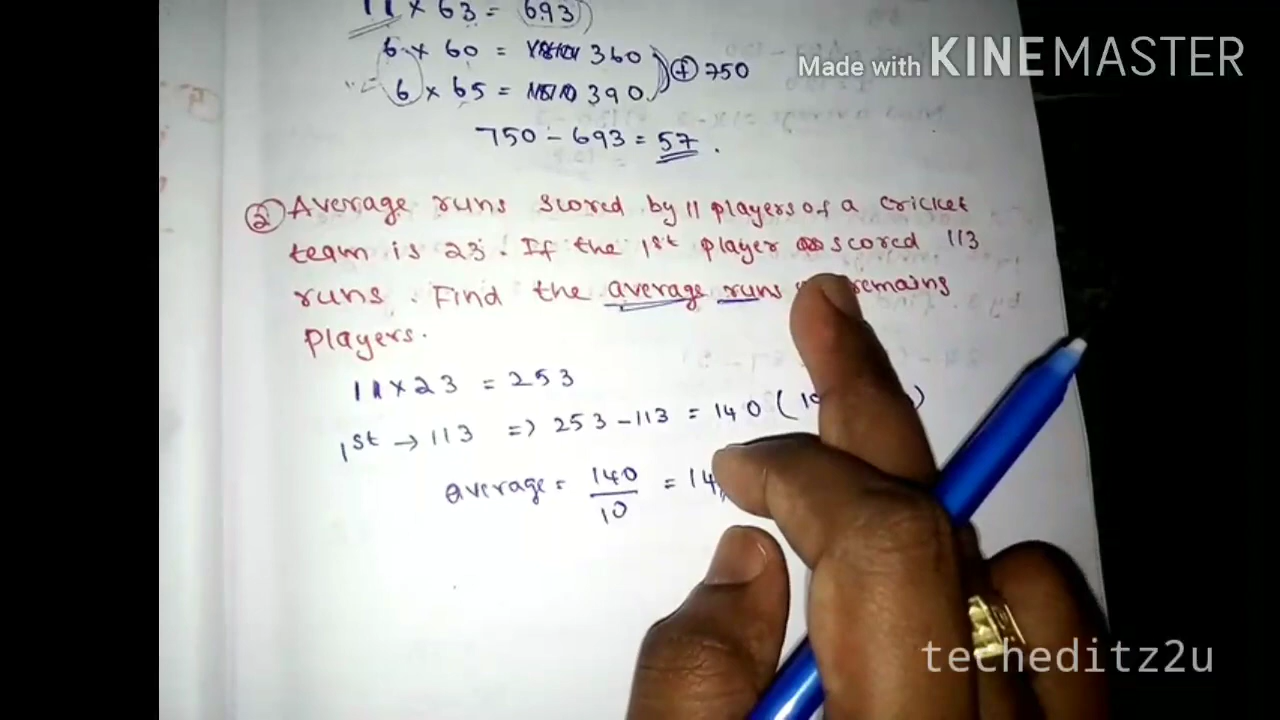 11 × 63 = 693
Made with KINEMASTER
6 × 60 = 360
6 × 65 = 390 + 750
750 - 693 = 57 .
② Average runs scored by 11 players of a cricket
team is 23. If the 1st player scored 113
runs. Find the average runs remains
players.
11 × 23 = 253
1st → 113 => 253 - 113 = 140 (10 )
average = 140/10 = 14
techeditz2u